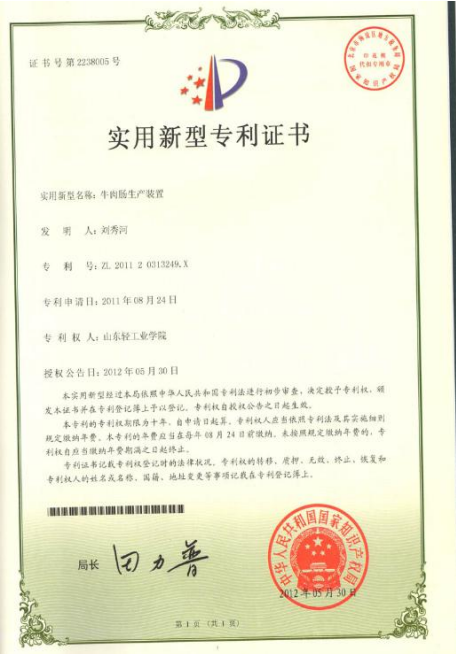 证书号第2238005号
实用新型专利证书
实用新型名称：牛肉肠生产装置
发明人：刘秀河
专利号：ZL 2011 2 0313249.X
专利申请日：2011年08月24日
专利权人：山东轻工业学院
授权公告日：2012年05月30日
本实用新型经过本局依照中华人民共和国专利法进行初步审查，决定授予专利权，颁
发本证书并在专利登记簿上予以登记。专利权自授权公告之日起生效。
本专利的专利权期限为十年，自申请日起算。专利权人应当依照专利法及其实施细则
规定缴纳年费。本专利的年费应当在每年08月24日前缴纳。未按照规定缴纳年费的，专
利权自应当缴纳年费期满之日起终止。
专利证书记载专利权登记时的法律状况。专利权的转移、质押、无效、终止、恢复和
专利权人的姓名或名称、国籍、地址变更等事项记载在专利登记簿上。
局长 田力普
中华人民共和国国家知识产权局
2012年05月30日
第1页（共1页）